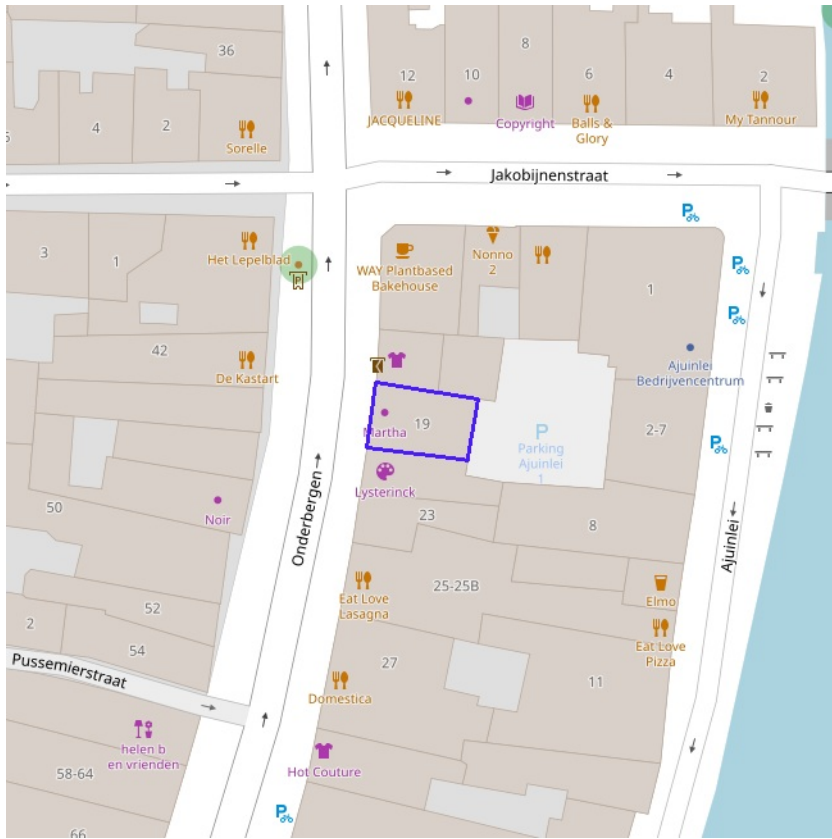 36
12
10
8
6
4
2
JACQUELINE
Copyright
Balls &
Glory
My Tannour
4
2
Sorelle
Jakobijnenstraat
3
1
Het Lepelblad
P
WAY Plantbased
Bakehouse
Nonno
2
1
42
De Kastart
Ajuinlei
Bedrijvencentrum
19
Martha
P
Parking
Ajuinlei
1
2-7
Lysterinck
Noir
50
Onderbergen
23
8
Ajuinlei
25-25B
Eat Love
Lasagna
Elmo
Eat Love
Pizza
52
2
54
Pussemierstraat
27
11
Domestica
helen b
en vrienden
Hot Couture
58-64
66
P
P
P
P
P